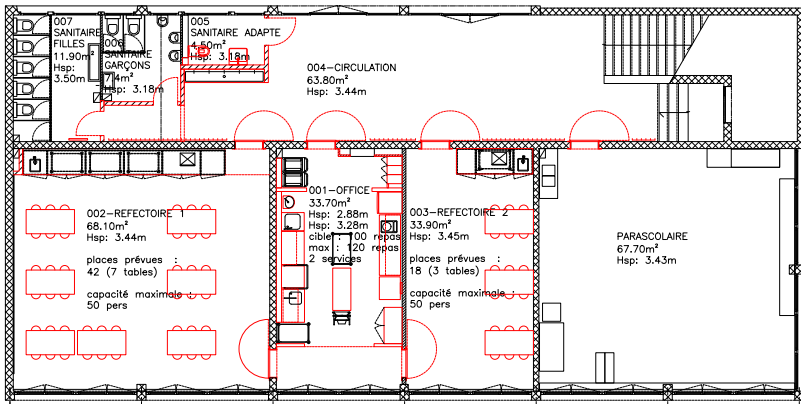 007
SANITAIRE
FILLES
11.90m²
Hsp:
3.50m
006
SANITAIRE
GARÇONS
7.4m²
Hsp: 3.18m
005
SANITAIRE ADAPTE
4.50m²
Hsp: 3.18m
004-CIRCULATION
63.80m²
Hsp: 3.44m
002-REFECTOIRE 1
68.10m²
Hsp: 3.44m
places prévues :
42 (7 tables)
capacité maximale :
50 pers
001-OFFICE
33.70m²
Hsp: 2.88m
Hsp: 3.28m
cible : 100 repas
max : 120 repas
2 services
003-REFECTOIRE 2
33.90m²
Hsp: 3.45m
places prévues :
18 (3 tables)
capacité maximale :
50 pers
PARASCOLAIRE
67.70m²
Hsp: 3.43m